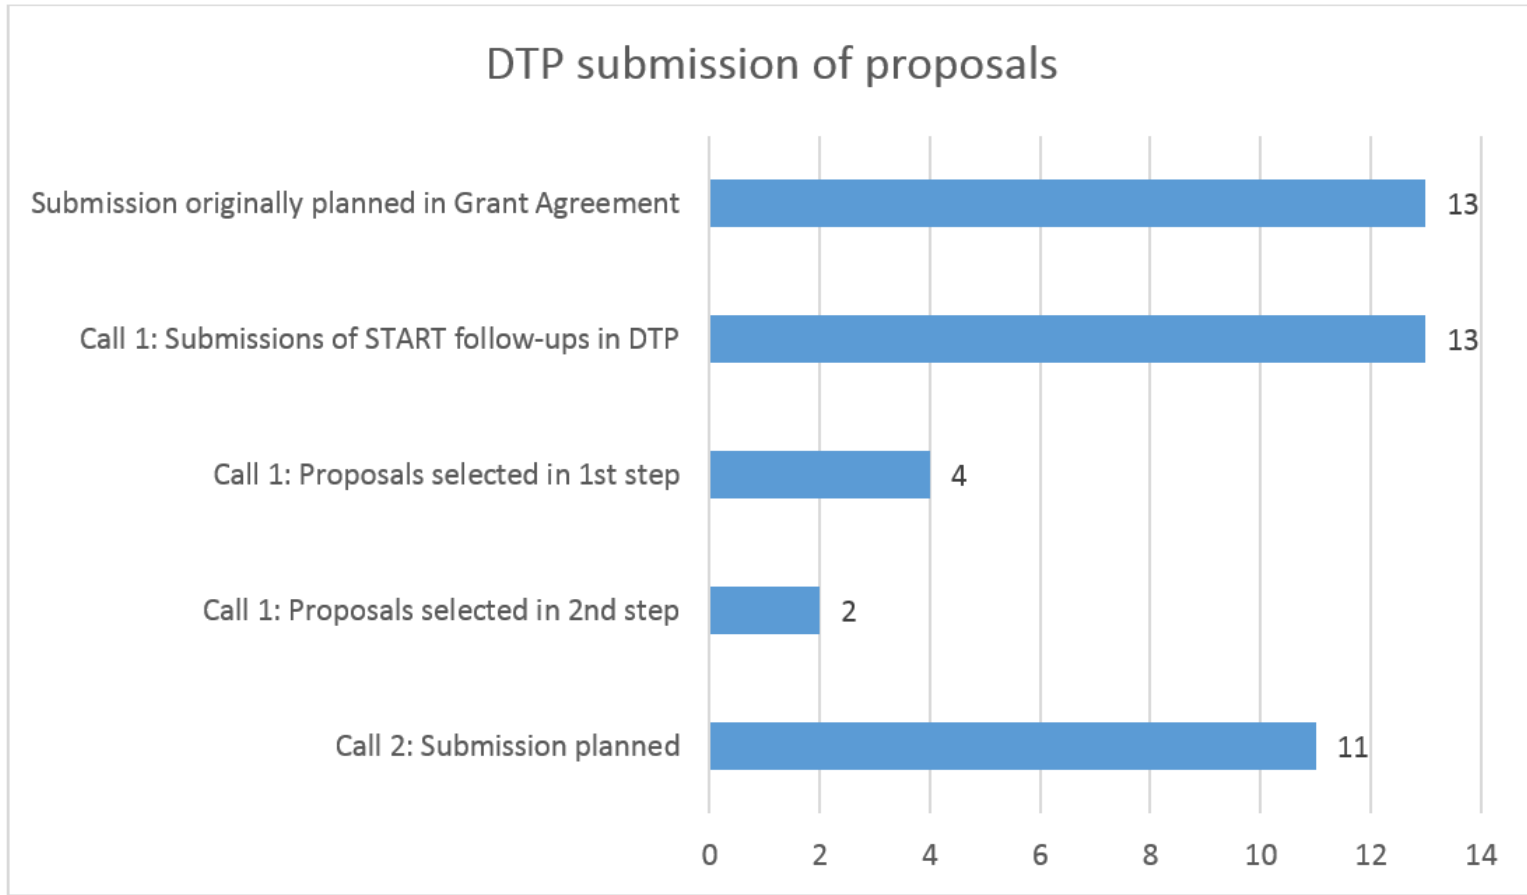 DTP submission of proposals
Submission originally planned in Grant Agreement
13
Call 1: Submissions of START follow-ups in DTP
13
Call 1: Proposals selected in 1st step
4
Call 1: Proposals selected in 2nd step
2
Call 2: Submission planned
11
0 2 4 6 8 10 12 14